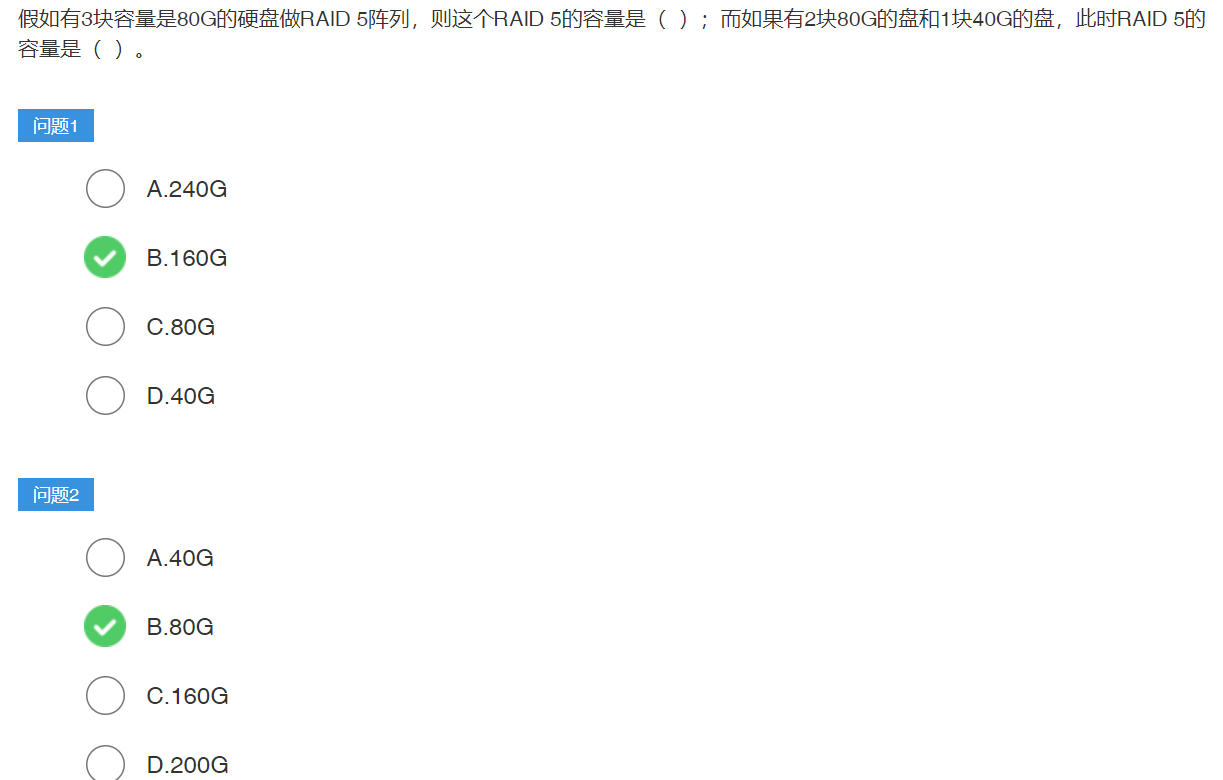 假如有3块容量是80G的硬盘做RAID 5阵列，则这个RAID 5的容量是（  ）；而如果有2块80G的盘和1块40G的盘，此时RAID 5的
容量是（  ）。
问题1
A.240G
B.160G
C.80G
D.40G
问题2
A.40G
B.80G
C.160G
D.200G